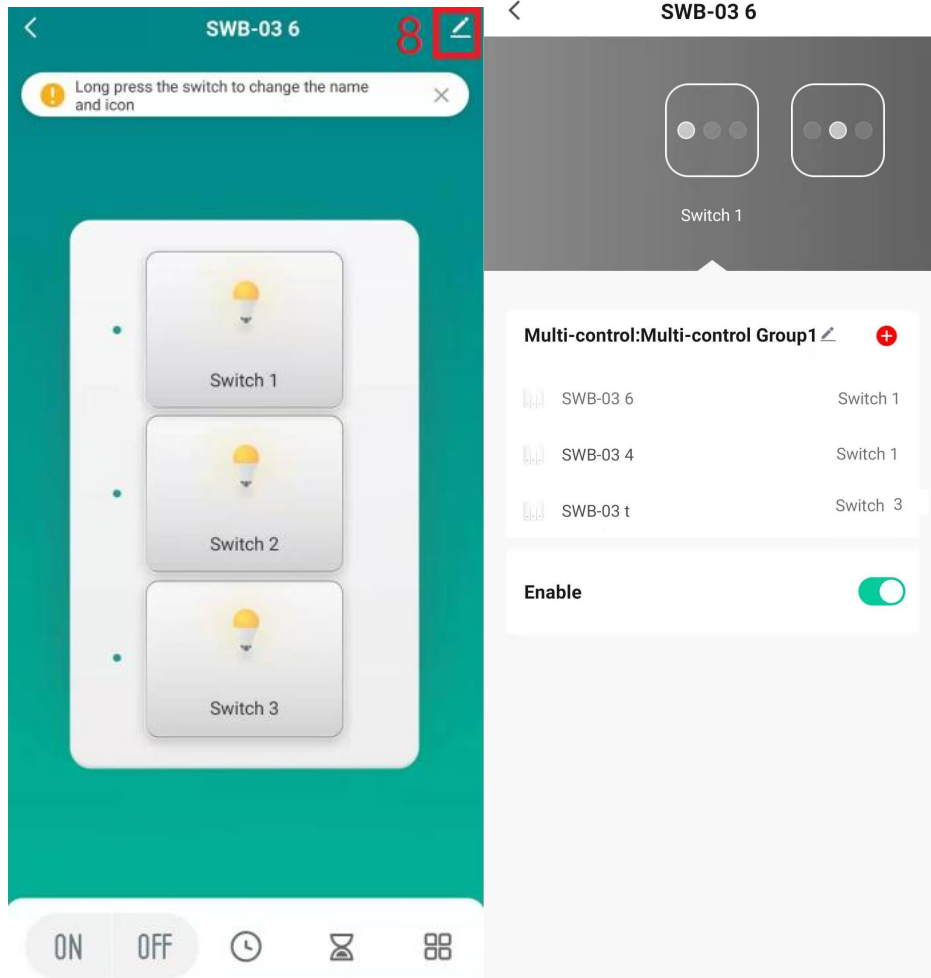 SWB-03 6
8
Long press the switch to change the name
and icon
Switch 1
Switch 2
Switch 3
ON
OFF
SWB-03 6
Switch 1
Multi-control:Multi-control Group1
SWB-03 6 Switch 1
SWB-03 4 Switch 1
SWB-03 t Switch 3
Enable